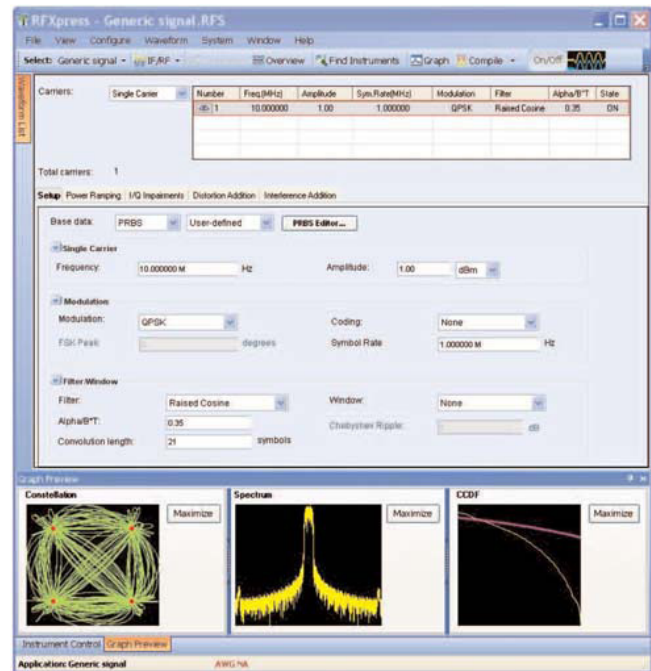 RFXpress - Generic signal.RFS
File View Configure Waveform System Window Help
Select: Generic signal IF/RF Overview Find Instruments Graph Compile On/Off
Waveform List
Carriers: Single Carrier
Number Freq(MHz) Amplitude Sym.Rate(MHz) Modulation Filter Alpha/B*T State
1 10.000000 1.00 1.000000 QPSK Raised Cosine 0.35 ON
Total carriers: 1
Setup Power Ramping I/Q Impairments Distortion Addition Interference Addition
Base data: PRBS User-defined PRBS Editor...
Single Carrier
Frequency: 10.000000 M Hz Amplitude: 1.00 dBm
Modulation
Modulation: QPSK Coding: None
FSK Peak: degrees Symbol Rate 1.000000 M Hz
Filter/Window
Filter: Raised Cosine Window: None
Alpha/B*T: 0.35 Chebyshev Ripple: dB
Convolution length: 21 symbols
Graph Preview
Constellation Maximize Spectrum Maximize CCDF Maximize
Instrument Control Graph Preview
Application: Generic signal AWG NA